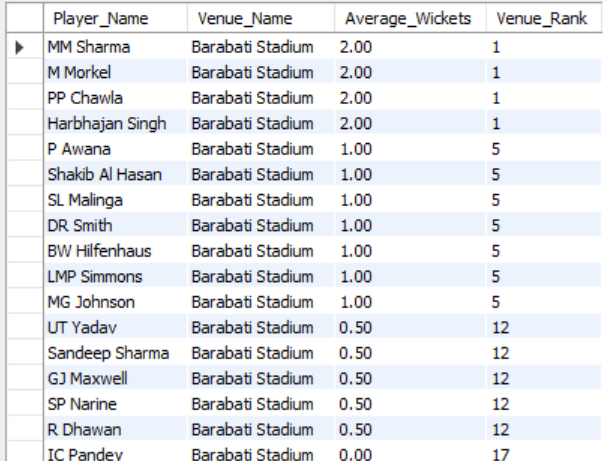 Player_Name Venue_Name Average_Wickets Venue_Rank
MM Sharma Barabati Stadium 2.00 1
M Morkel Barabati Stadium 2.00 1
PP Chawla Barabati Stadium 2.00 1
Harbhajan Singh Barabati Stadium 2.00 1
P Awana Barabati Stadium 1.00 5
Shakib Al Hasan Barabati Stadium 1.00 5
SL Malinga Barabati Stadium 1.00 5
DR Smith Barabati Stadium 1.00 5
BW Hilfenhaus Barabati Stadium 1.00 5
LMP Simmons Barabati Stadium 1.00 5
MG Johnson Barabati Stadium 1.00 5
UT Yadav Barabati Stadium 0.50 12
Sandeep Sharma Barabati Stadium 0.50 12
GJ Maxwell Barabati Stadium 0.50 12
SP Narine Barabati Stadium 0.50 12
R Dhawan Barabati Stadium 0.50 12
IC Pandey Barabati Stadium 0.00 17